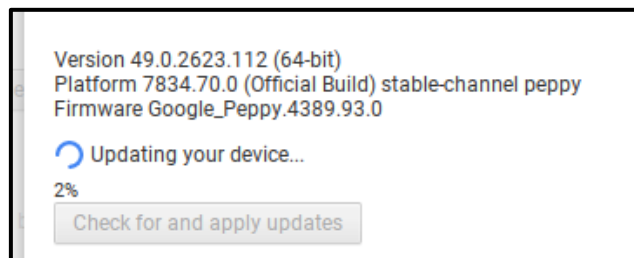 Version 49.0.2623.112 (64-bit)
Platform 7834.70.0 (Official Build) stable-channel peppy
Firmware Google_Peppy.4389.93.0
Updating your device...
2%
Check for and apply updates